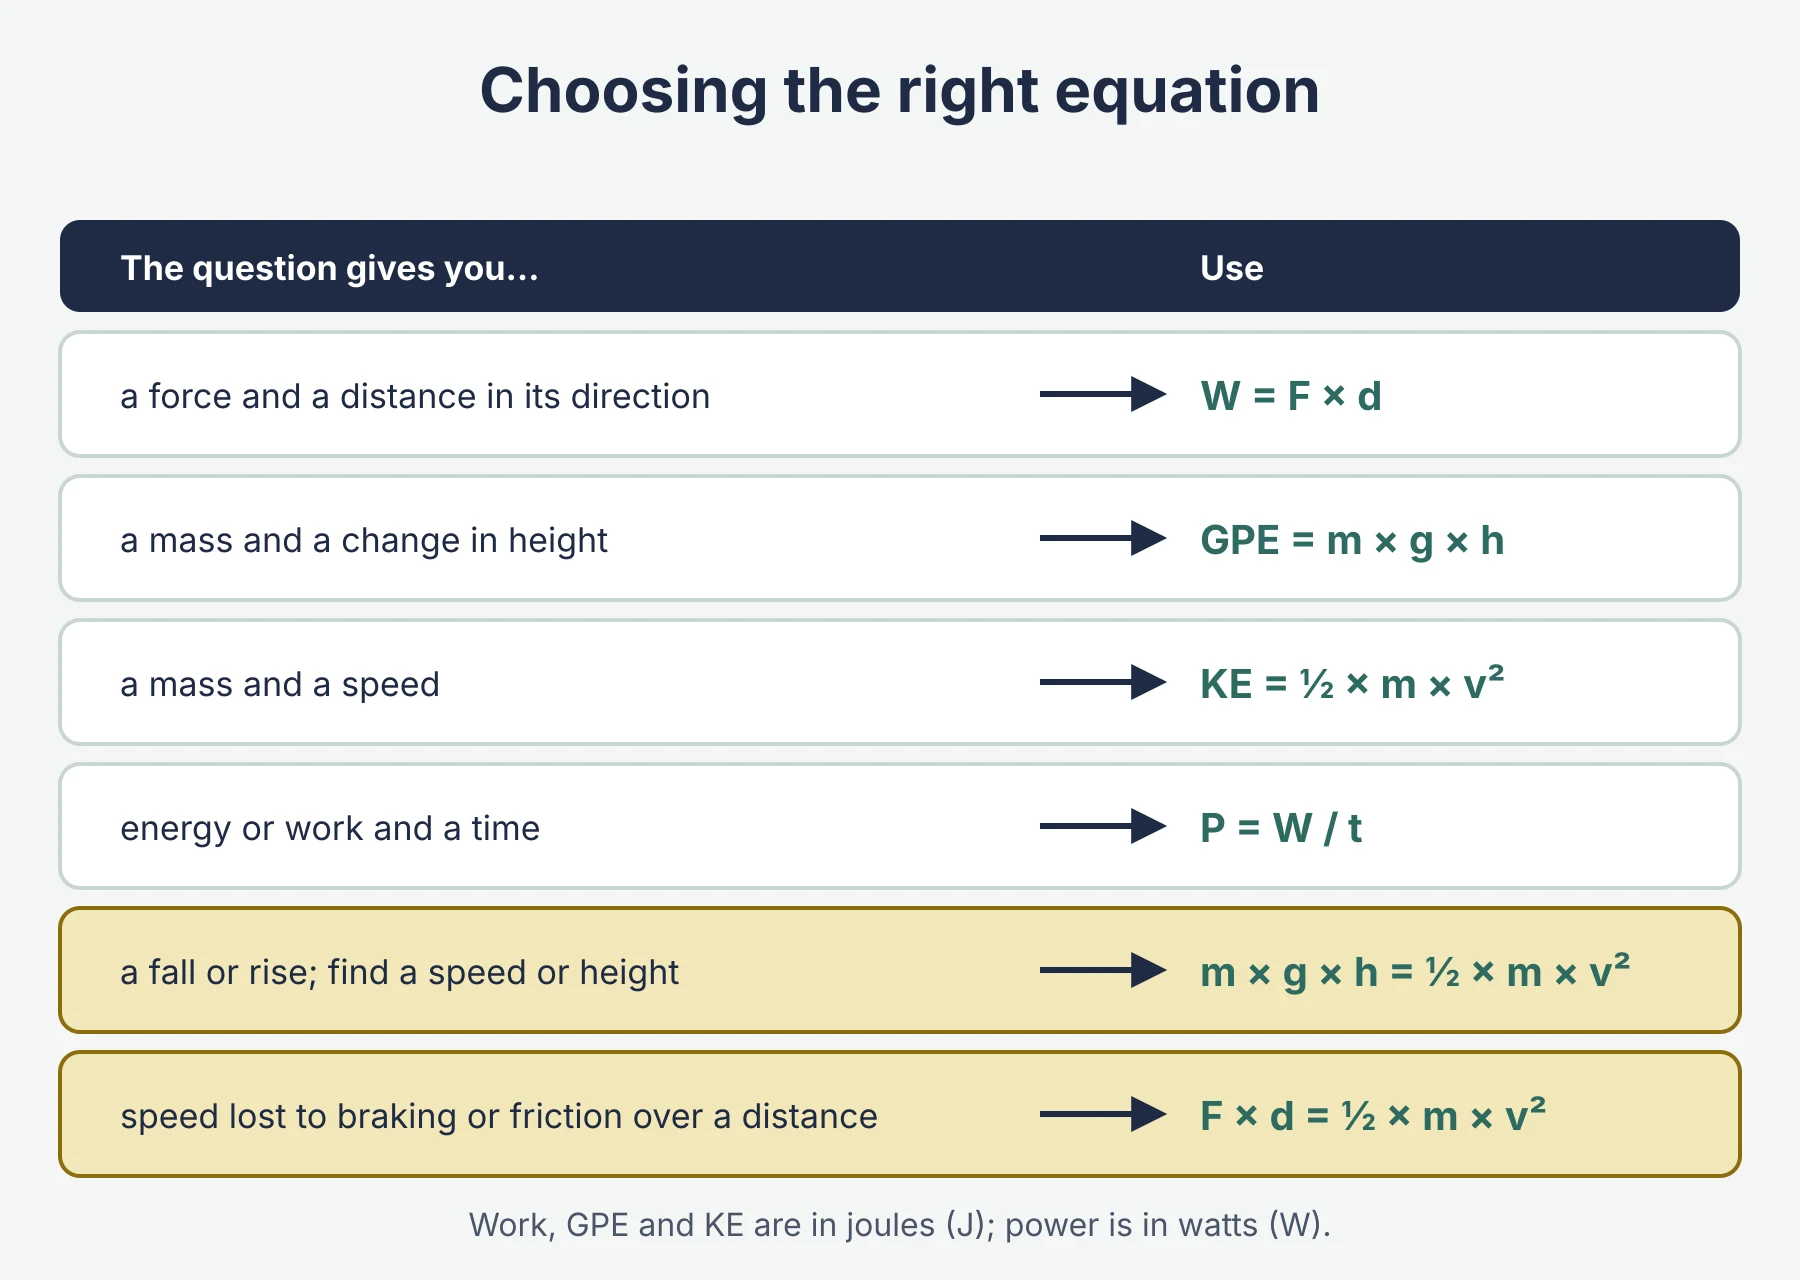 Choosing the right equation
The question gives you... Use
a force and a distance in its direction W = F × d
a mass and a change in height GPE = m × g × h
a mass and a speed KE = ½ × m × v²
energy or work and a time P = W / t
a fall or rise; find a speed or height m × g × h = ½ × m × v²
speed lost to braking or friction over a distance F × d = ½ × m × v²
Work, GPE and KE are in joules (J); power is in watts (W).